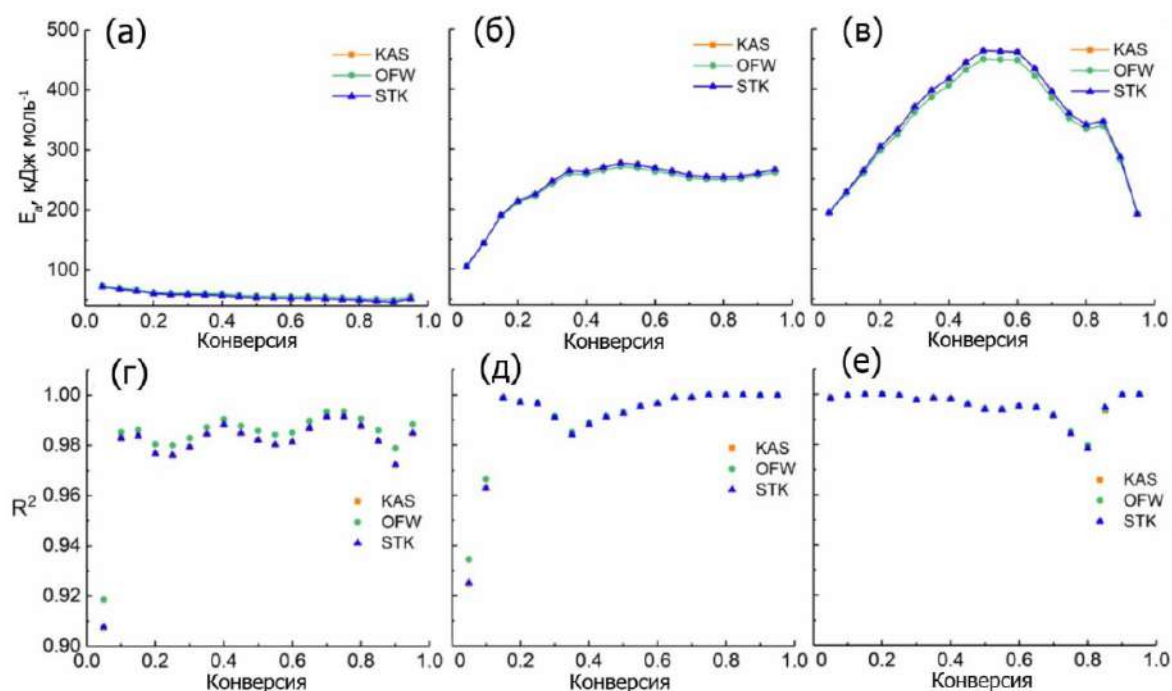 (а)
KAS
OFW
STK
(б)
KAS
OFW
STK
(в)
KAS
OFW
STK
Eₐ, кДж моль⁻¹
500
400
300
200
100
0.0 0.2 0.4 0.6 0.8 1.0
Конверсия
0 0.2 0.4 0.6 0.8 1.0
Конверсия
0 0.2 0.4 0.6 0.8 1.0
Конверсия
(г)
KAS
OFW
STK
(д)
KAS
OFW
STK
(е)
KAS
OFW
STK
R²
1.00
0.98
0.96
0.94
0.92
0.90
0.0 0.2 0.4 0.6 0.8 1.0
Конверсия
0 0.2 0.4 0.6 0.8 1.0
Конверсия
0 0.2 0.4 0.6 0.8 1.0
Конверсия